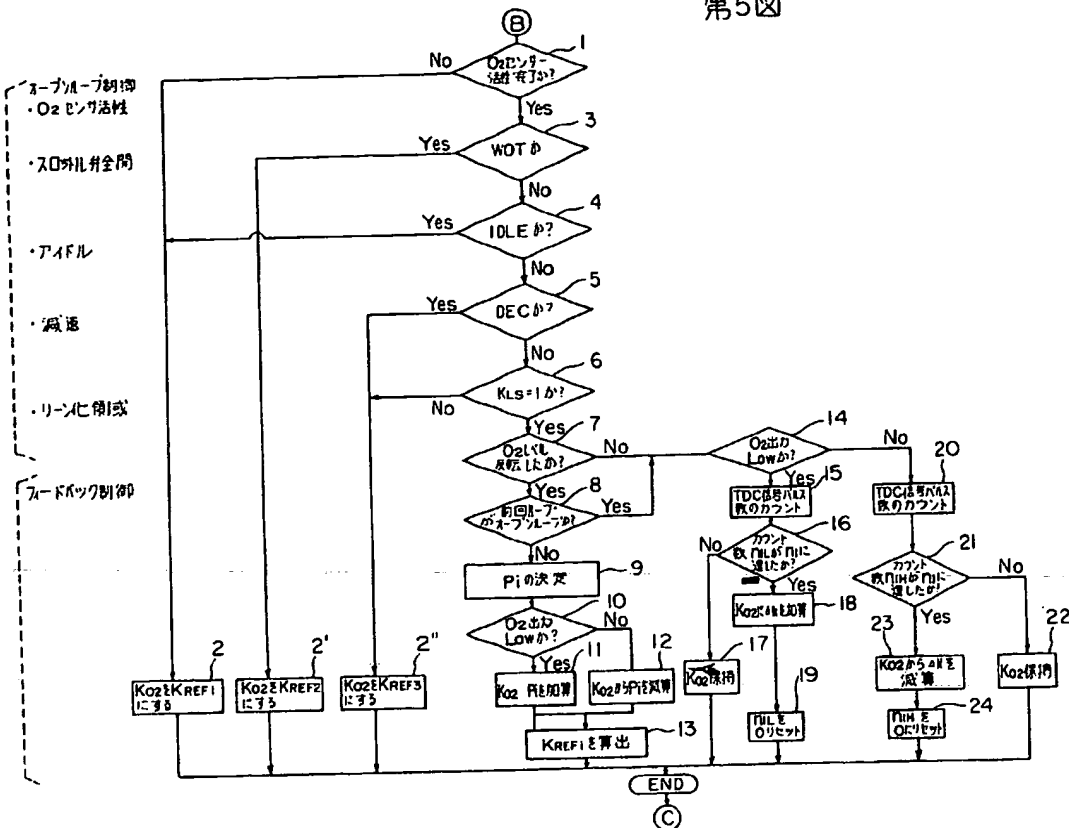 第5図
B
1
O2センサー
活性完了か?
No
Yes
オープンループ制御
・O2センサ活性
3
WOTか
Yes
No
・スロットル弁全開
4
IDLEか?
Yes
No
・アイドル
5
DECか?
Yes
No
・減速
6
KLS=1か?
No
Yes
・リーン化領域
7
O2レベル
反転したか?
No
Yes
フィードバック制御
8
前回ループ
がオープンループか?
Yes
No
9
Piの決定
10
O2出力
Lowか?
No
Yes
11
KO2 Piを加算
12
KO2からPiを減算
13
KREF1を算出
14
O2出力
Lowか?
No
Yes
15
TDC信号パルス
数のカウント
16
カウント
数nILがnIに
達したか?
No
Yes
17
KO2保持
18
KO2にΔkを加算
19
nILを
0リセット
20
TDC信号パルス
数のカウント
21
カウント
数nIHがnIに
達したか?
No
Yes
22
KO2保持
23
KO2からΔkを
減算
24
nIHを
0にリセット
2
KO2をKREF1
にする
2'
KO2をKREF2
にする
2"
KO2をKREF3
にする
END
C